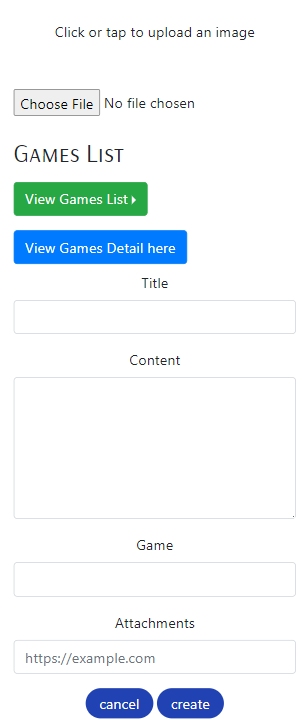 Click or tap to upload an image
Choose File No file chosen
Games List
View Games List
View Games Detail here
Title
Content
Game
Attachments
https://example.com
cancel create